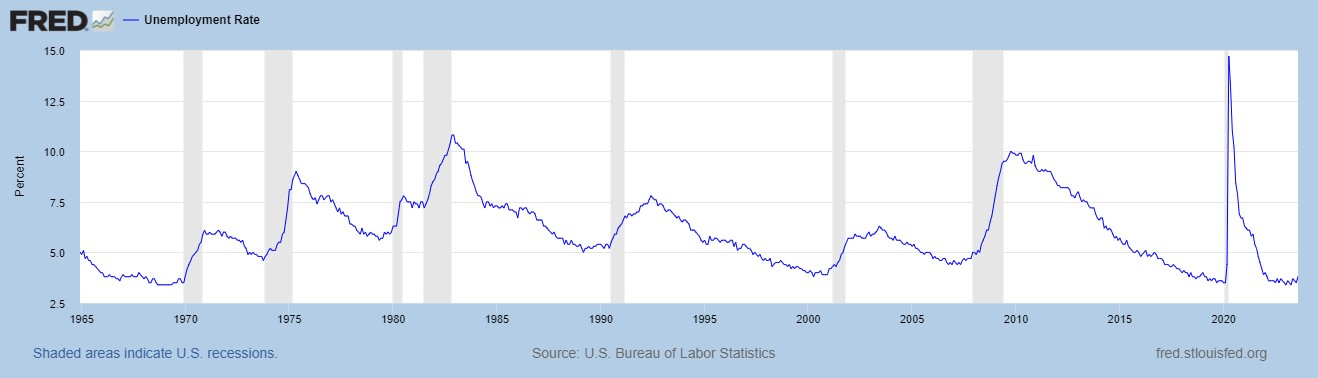 FRED
Unemployment Rate
15.0
12.5
10.0
7.5
5.0
2.5
Percent
1965 1970 1975 1980 1985 1990 1995 2000 2005 2010 2015 2020
Shaded areas indicate U.S. recessions. Source: U.S. Bureau of Labor Statistics fred.stlouisfed.org